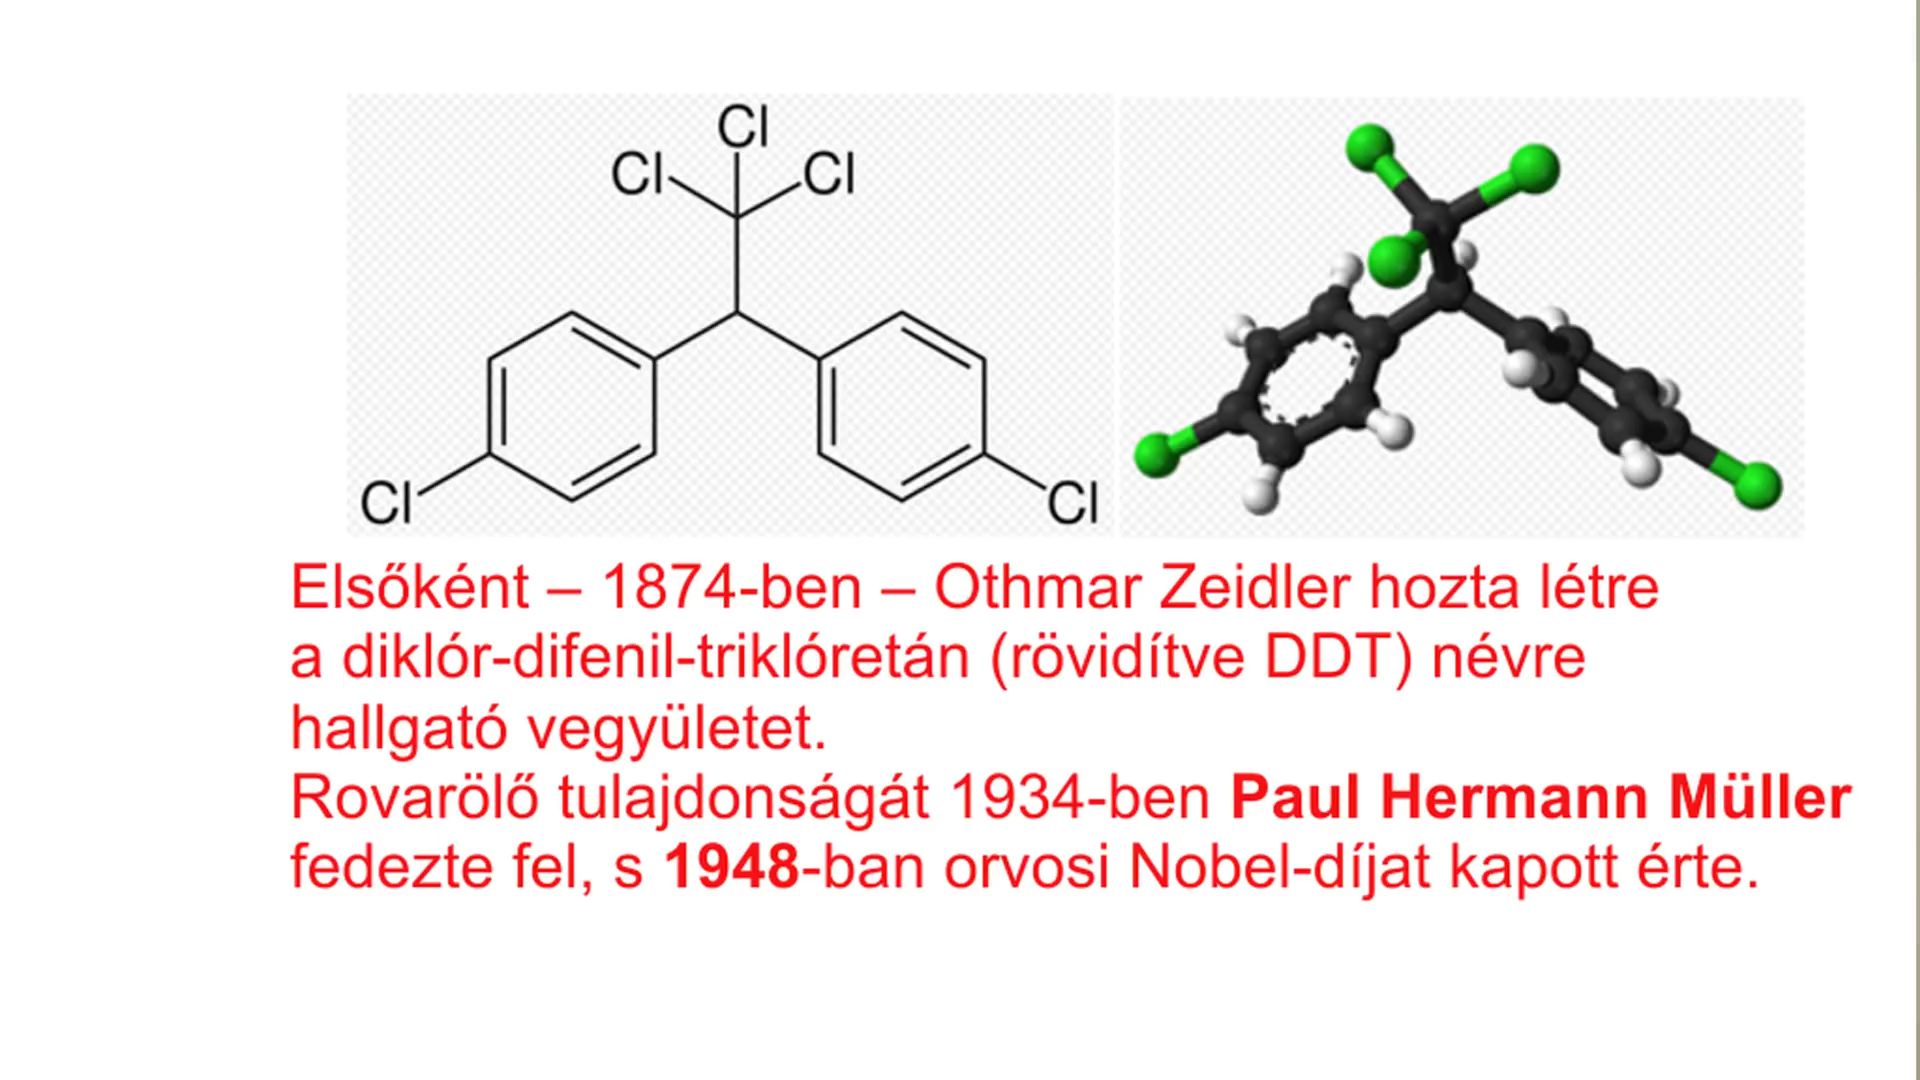 Cl
Cl Cl
Cl Cl
Elsőként – 1874-ben – Othmar Zeidler hozta létre
a diklór-difenil-triklóretán (rövidítve DDT) névre
hallgató vegyületet.
Rovarölő tulajdonságát 1934-ben Paul Hermann Müller
fedezte fel, s 1948-ban orvosi Nobel-díjat kapott érte.